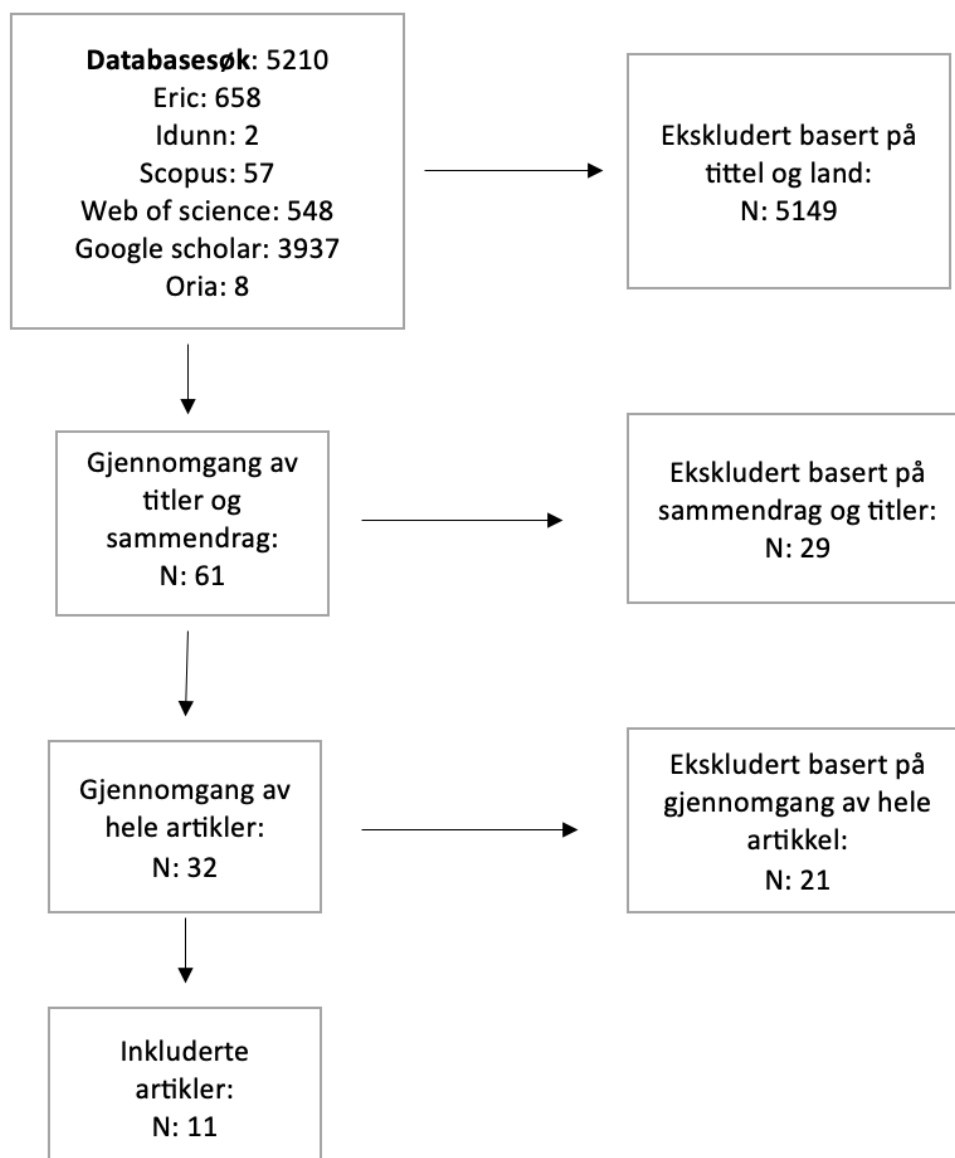 Databasesøk: 5210
Eric: 658
Idunn: 2
Scopus: 57
Web of science: 548
Google scholar: 3937
Oria: 8
Ekskludert basert på
tittel og land:
N: 5149
Gjennomgang av
titler og
sammendrag:
N: 61
Ekskludert basert på
sammendrag og titler:
N: 29
Gjennomgang av
hele artikler:
N: 32
Ekskludert basert på
gjennomgang av hele
artikkel:
N: 21
Inkluderte
artikler:
N: 11